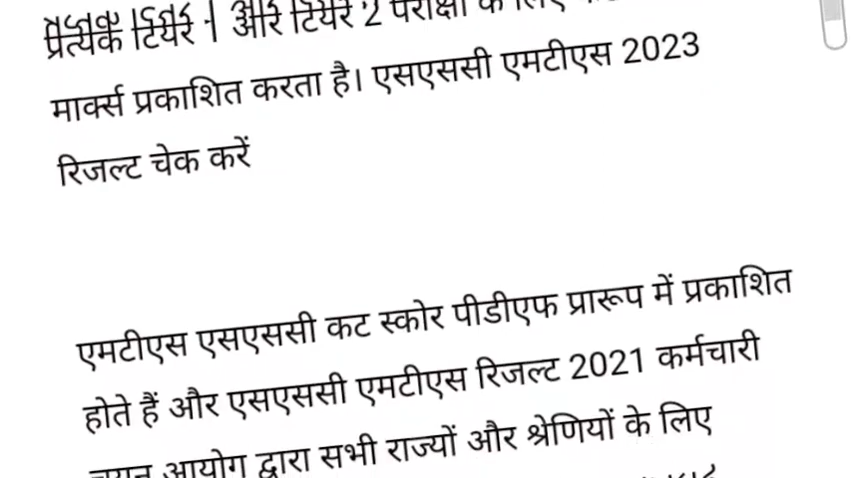 प्रत्येक टियर 1 और टियर 2 परीक्षा के लिए
मार्क्स प्रकाशित करता है। एसएससी एमटीएस 2023
रिजल्ट चेक करें
एमटीएस एसएससी कट स्कोर पीडीएफ प्रारूप में प्रकाशित
होते हैं और एसएससी एमटीएस रिजल्ट 2021 कर्मचारी
चयन आयोग द्वारा सभी राज्यों और श्रेणियों के लिए